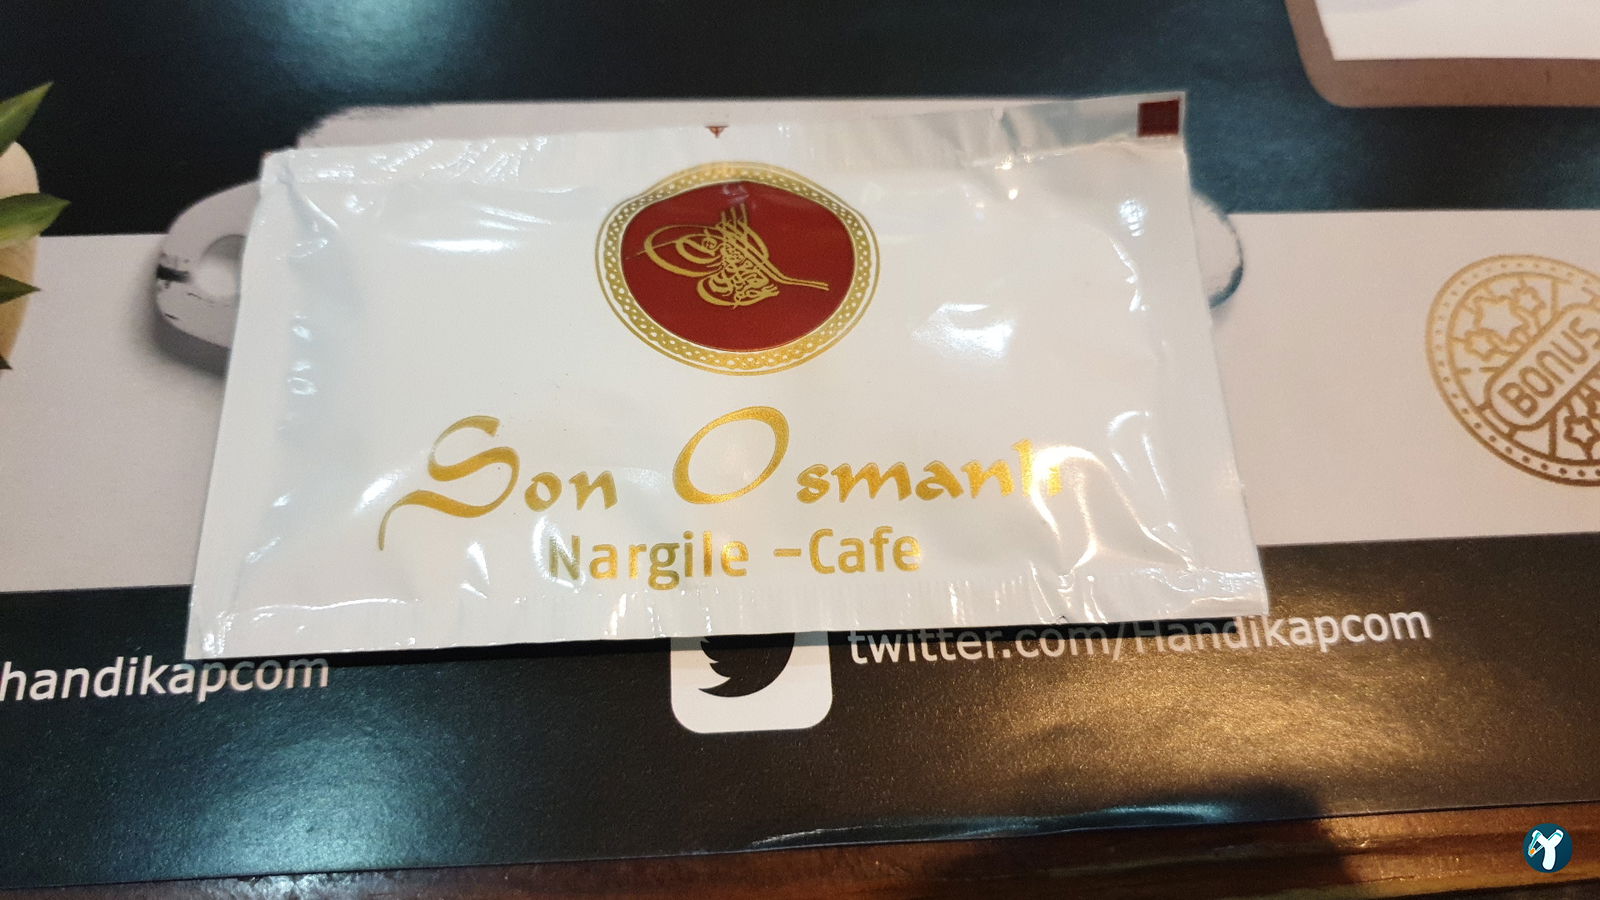 Son Osmanlı
Nargile -Cafe
BONUS
handikapcom
twitter.com/Handikapcom